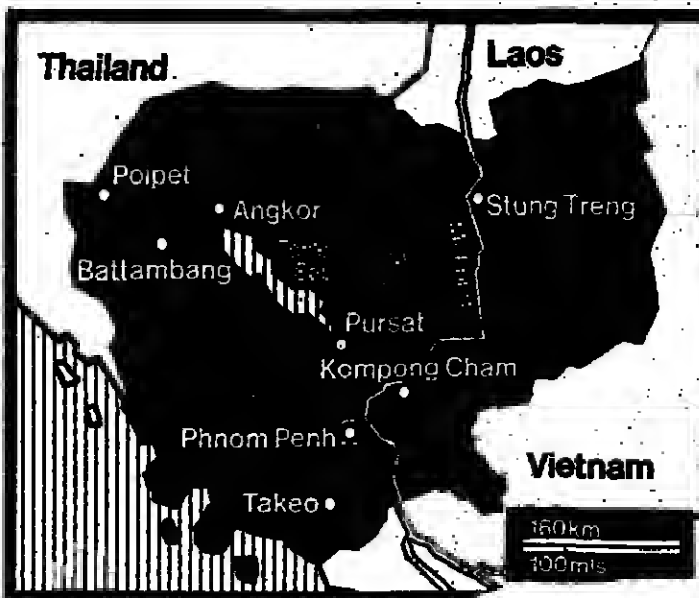 Thailand
Laos
Poipet
Angkor
Stung Treng
Battambang
Pursat
Kompong Cham
Phnom Penh
Vietnam
Takeo
160km
100mls